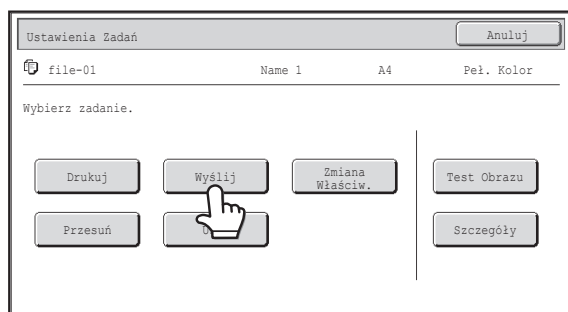 Ustawienia Zadań Anuluj
file-01 Name 1 A4 Peł. Kolor
Wybierz zadanie.
Drukuj Wyślij Zmiana Właściw. Test Obrazu
Przesuń Szczegóły